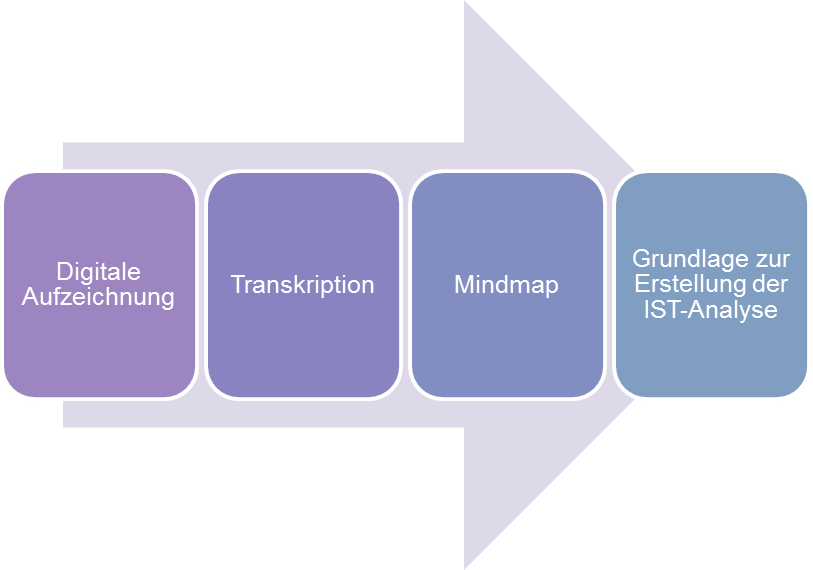 Digitale
Aufzeichnung
Transkription
Mindmap
Grundlage zur
Erstellung der
IST-Analyse